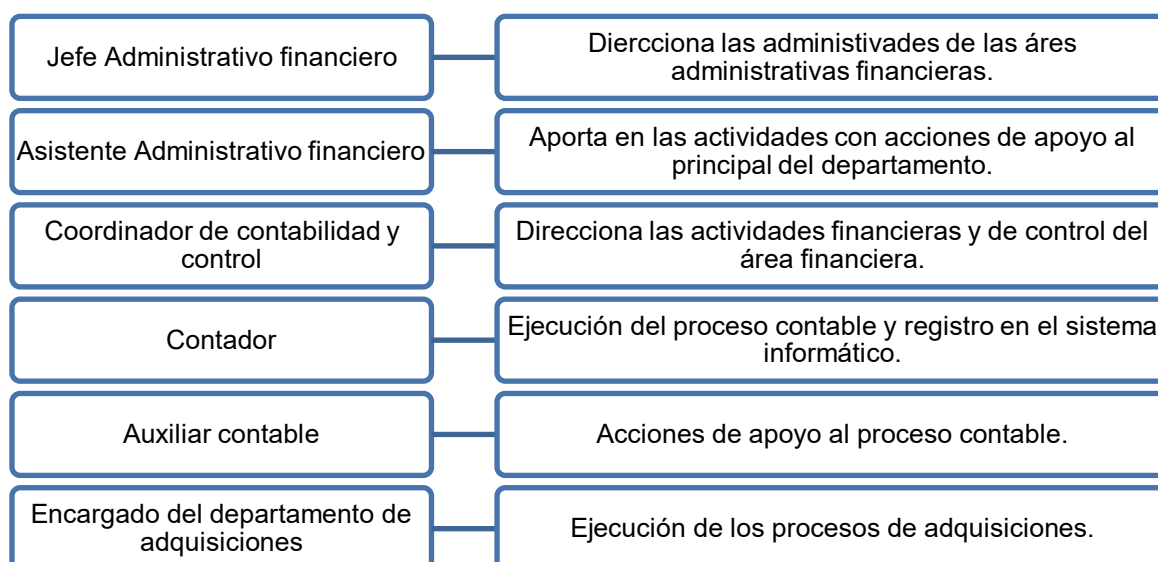 Jefe Administrativo financiero
Diercciona las administivades de las áres
administrativas financieras.
Asistente Administrativo financiero
Aporta en las actividades con acciones de apoyo al
principal del departamento.
Coordinador de contabilidad y
control
Direcciona las actividades financieras y de control del
área financiera.
Contador
Ejecución del proceso contable y registro en el sistema
informático.
Auxiliar contable
Acciones de apoyo al proceso contable.
Encargado del departamento de
adquisiciones
Ejecución de los procesos de adquisiciones.